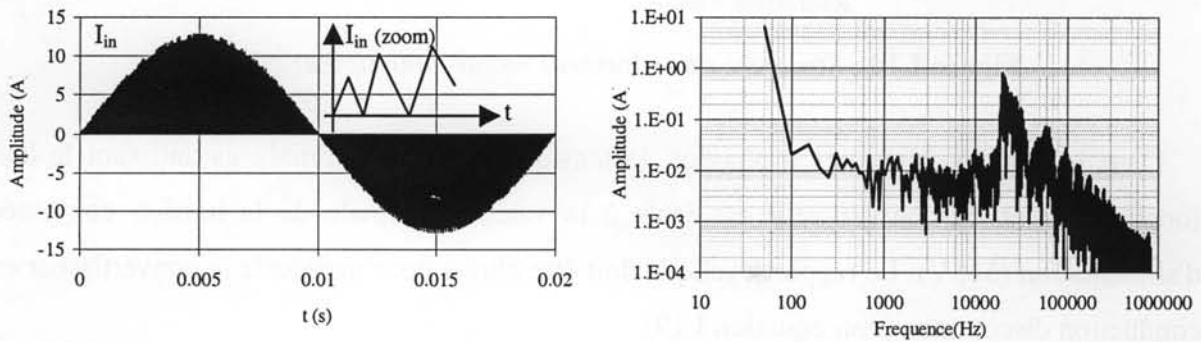 15
10
5
0
-5
-10
-15
Amplitude (A)
I_in
I_in (zoom)
t
0
0.005
0.01
0.015
0.02
t (s)
1.E+01
1.E+00
1.E-01
1.E-02
1.E-03
1.E-04
Amplitude (A)
10
100
1000
10000
100000
1000000
Frequence(Hz)